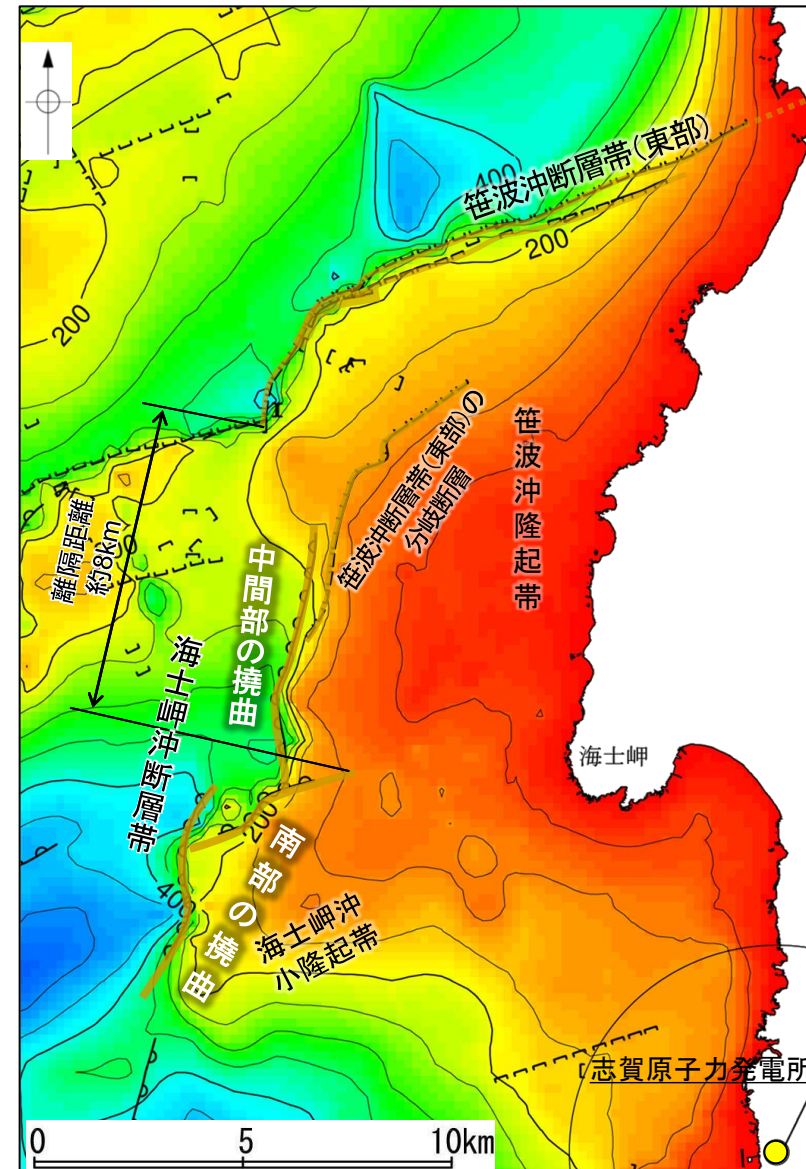 笹波沖断層帯(東部)
400
200
200
笹波沖断層帯(東部)の
分岐断層
笹波沖隆起帯
離隔距離
約8km
中間部の撓曲
海士岬沖断層帯
海士岬
200
400
南部の撓曲
海士岬沖
小隆起帯
志賀原子力発電所
0 5 10km